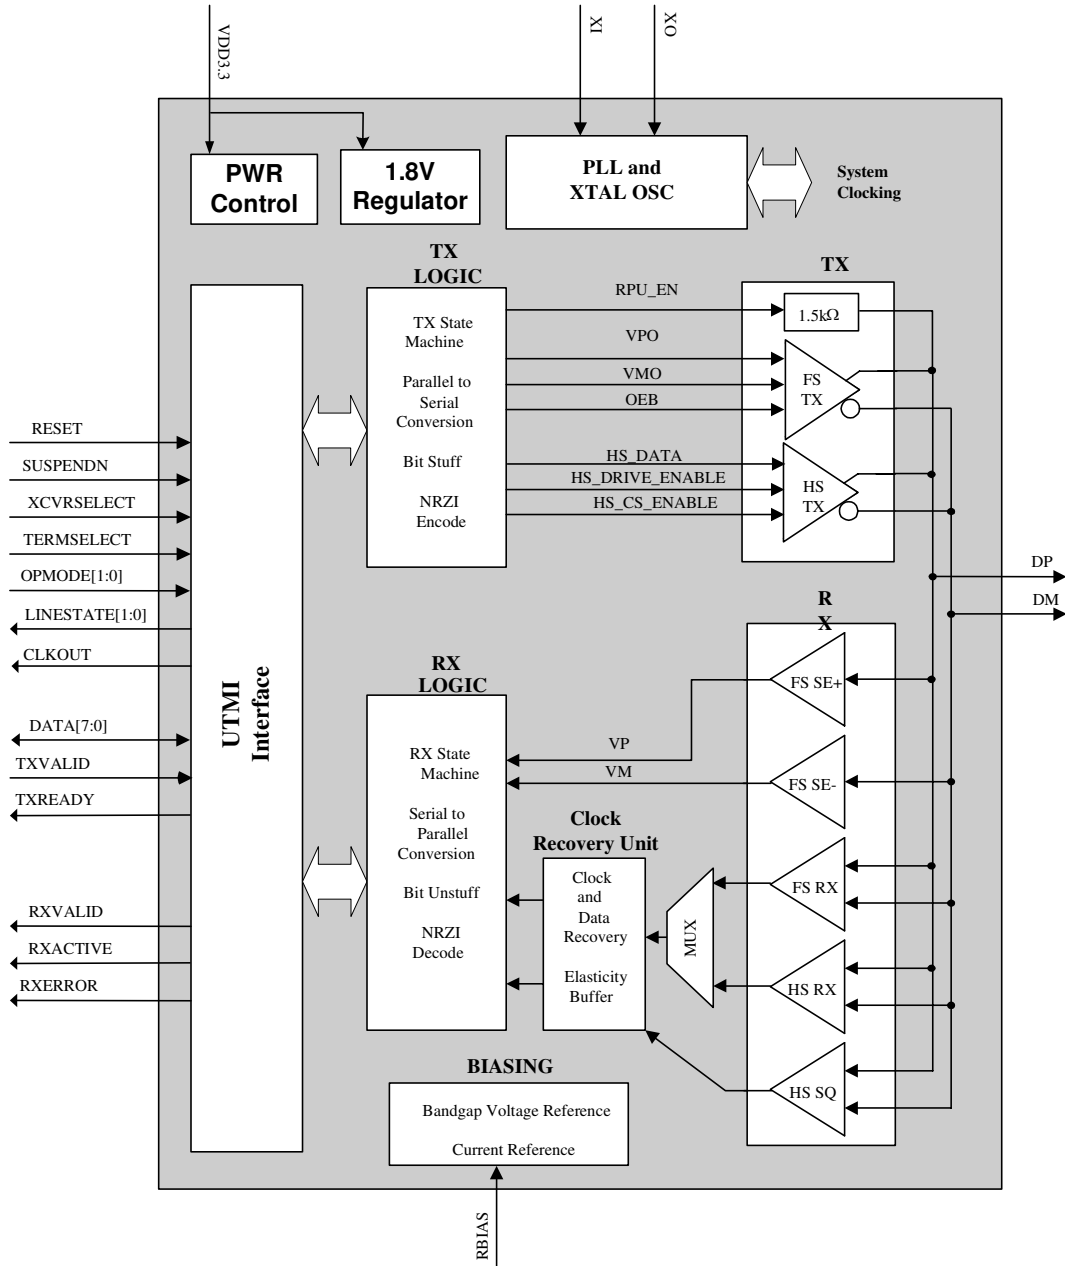 VDD3.3
XI
XO
PWR
Control
1.8V
Regulator
PLL and
XTAL OSC
System
Clocking
TX
LOGIC
TX State
Machine
Parallel to
Serial
Conversion
Bit Stuff
NRZI
Encode
RPU_EN
VPO
VMO
OEB
HS_DATA
HS_DRIVE_ENABLE
HS_CS_ENABLE
TX
1.5kΩ
FS
TX
HS
TX
RESET
SUSPENDN
XCVRSELECT
TERMSELECT
OPMODE[1:0]
LINESTATE[1:0]
CLKOUT
DATA[7:0]
TXVALID
TXREADY
RXVALID
RXACTIVE
RXERROR
UTMI
Interface
DP
DM
RX
LOGIC
RX State
Machine
Serial to
Parallel
Conversion
Bit Unstuff
NRZI
Decode
VP
VM
Clock
Recovery Unit
Clock
and
Data
Recovery
Elasticity
Buffer
MUX
R
X
FS SE+
FS SE-
FS RX
HS RX
HS SQ
BIASING
Bandgap Voltage Reference
Current Reference
RBIAS